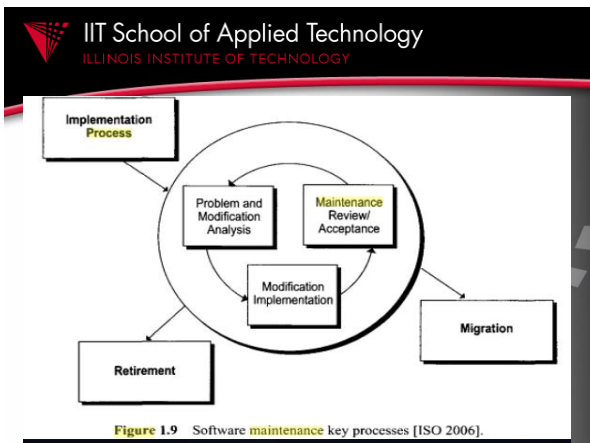 IIT School of Applied Technology
ILLINOIS INSTITUTE OF TECHNOLOGY
Implementation
Process
Problem and
Modification
Analysis
Maintenance
Review/
Acceptance
Modification
Implementation
Migration
Retirement
Figure 1.9 Software maintenance key processes [ISO 2006].